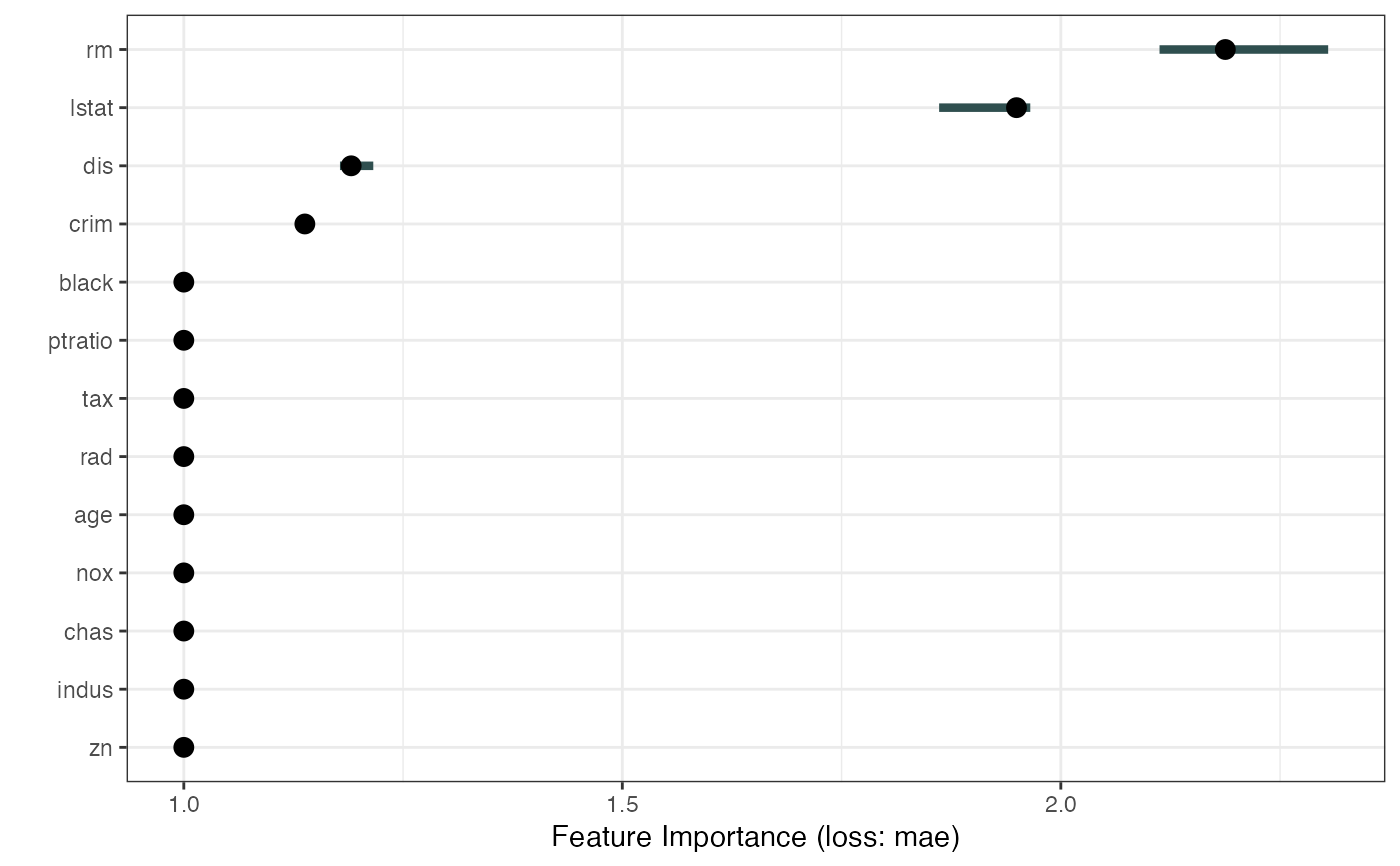 rm
lstat
dis
crim
black
ptratio
tax
rad
age
nox
chas
indus
zn
1.0 1.5 2.0
Feature Importance (loss: mae)